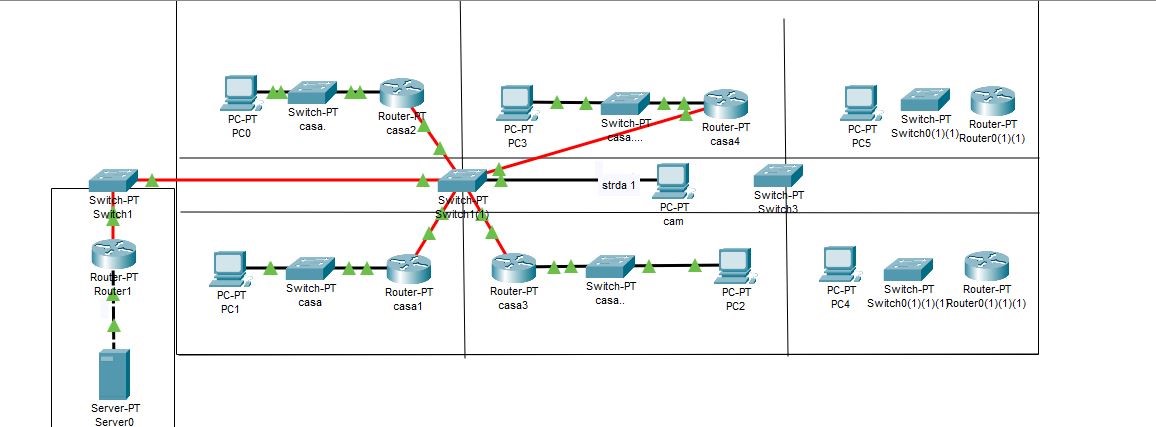 PC-PT
PC0
Switch-PT
casa.
Router-PT
casa2
PC-PT
PC3
Switch-PT
casa....
Router-PT
casa4
PC-PT
PC5
Switch-PT
Switch0(1)(1)
Router-PT
Router0(1)(1)
Switch-PT
Switch1
Switch-PT
Switch1(1)
strda 1
PC-PT
cam
Switch-PT
Switch3
Router-PT
Router1
PC-PT
PC1
Switch-PT
casa
Router-PT
casa1
Router-PT
casa3
Switch-PT
casa..
PC-PT
PC2
PC-PT
PC4
Switch-PT
Switch0(1)(1)(1)
Router-PT
Router0(1)(1)(1)
Server-PT
Server0